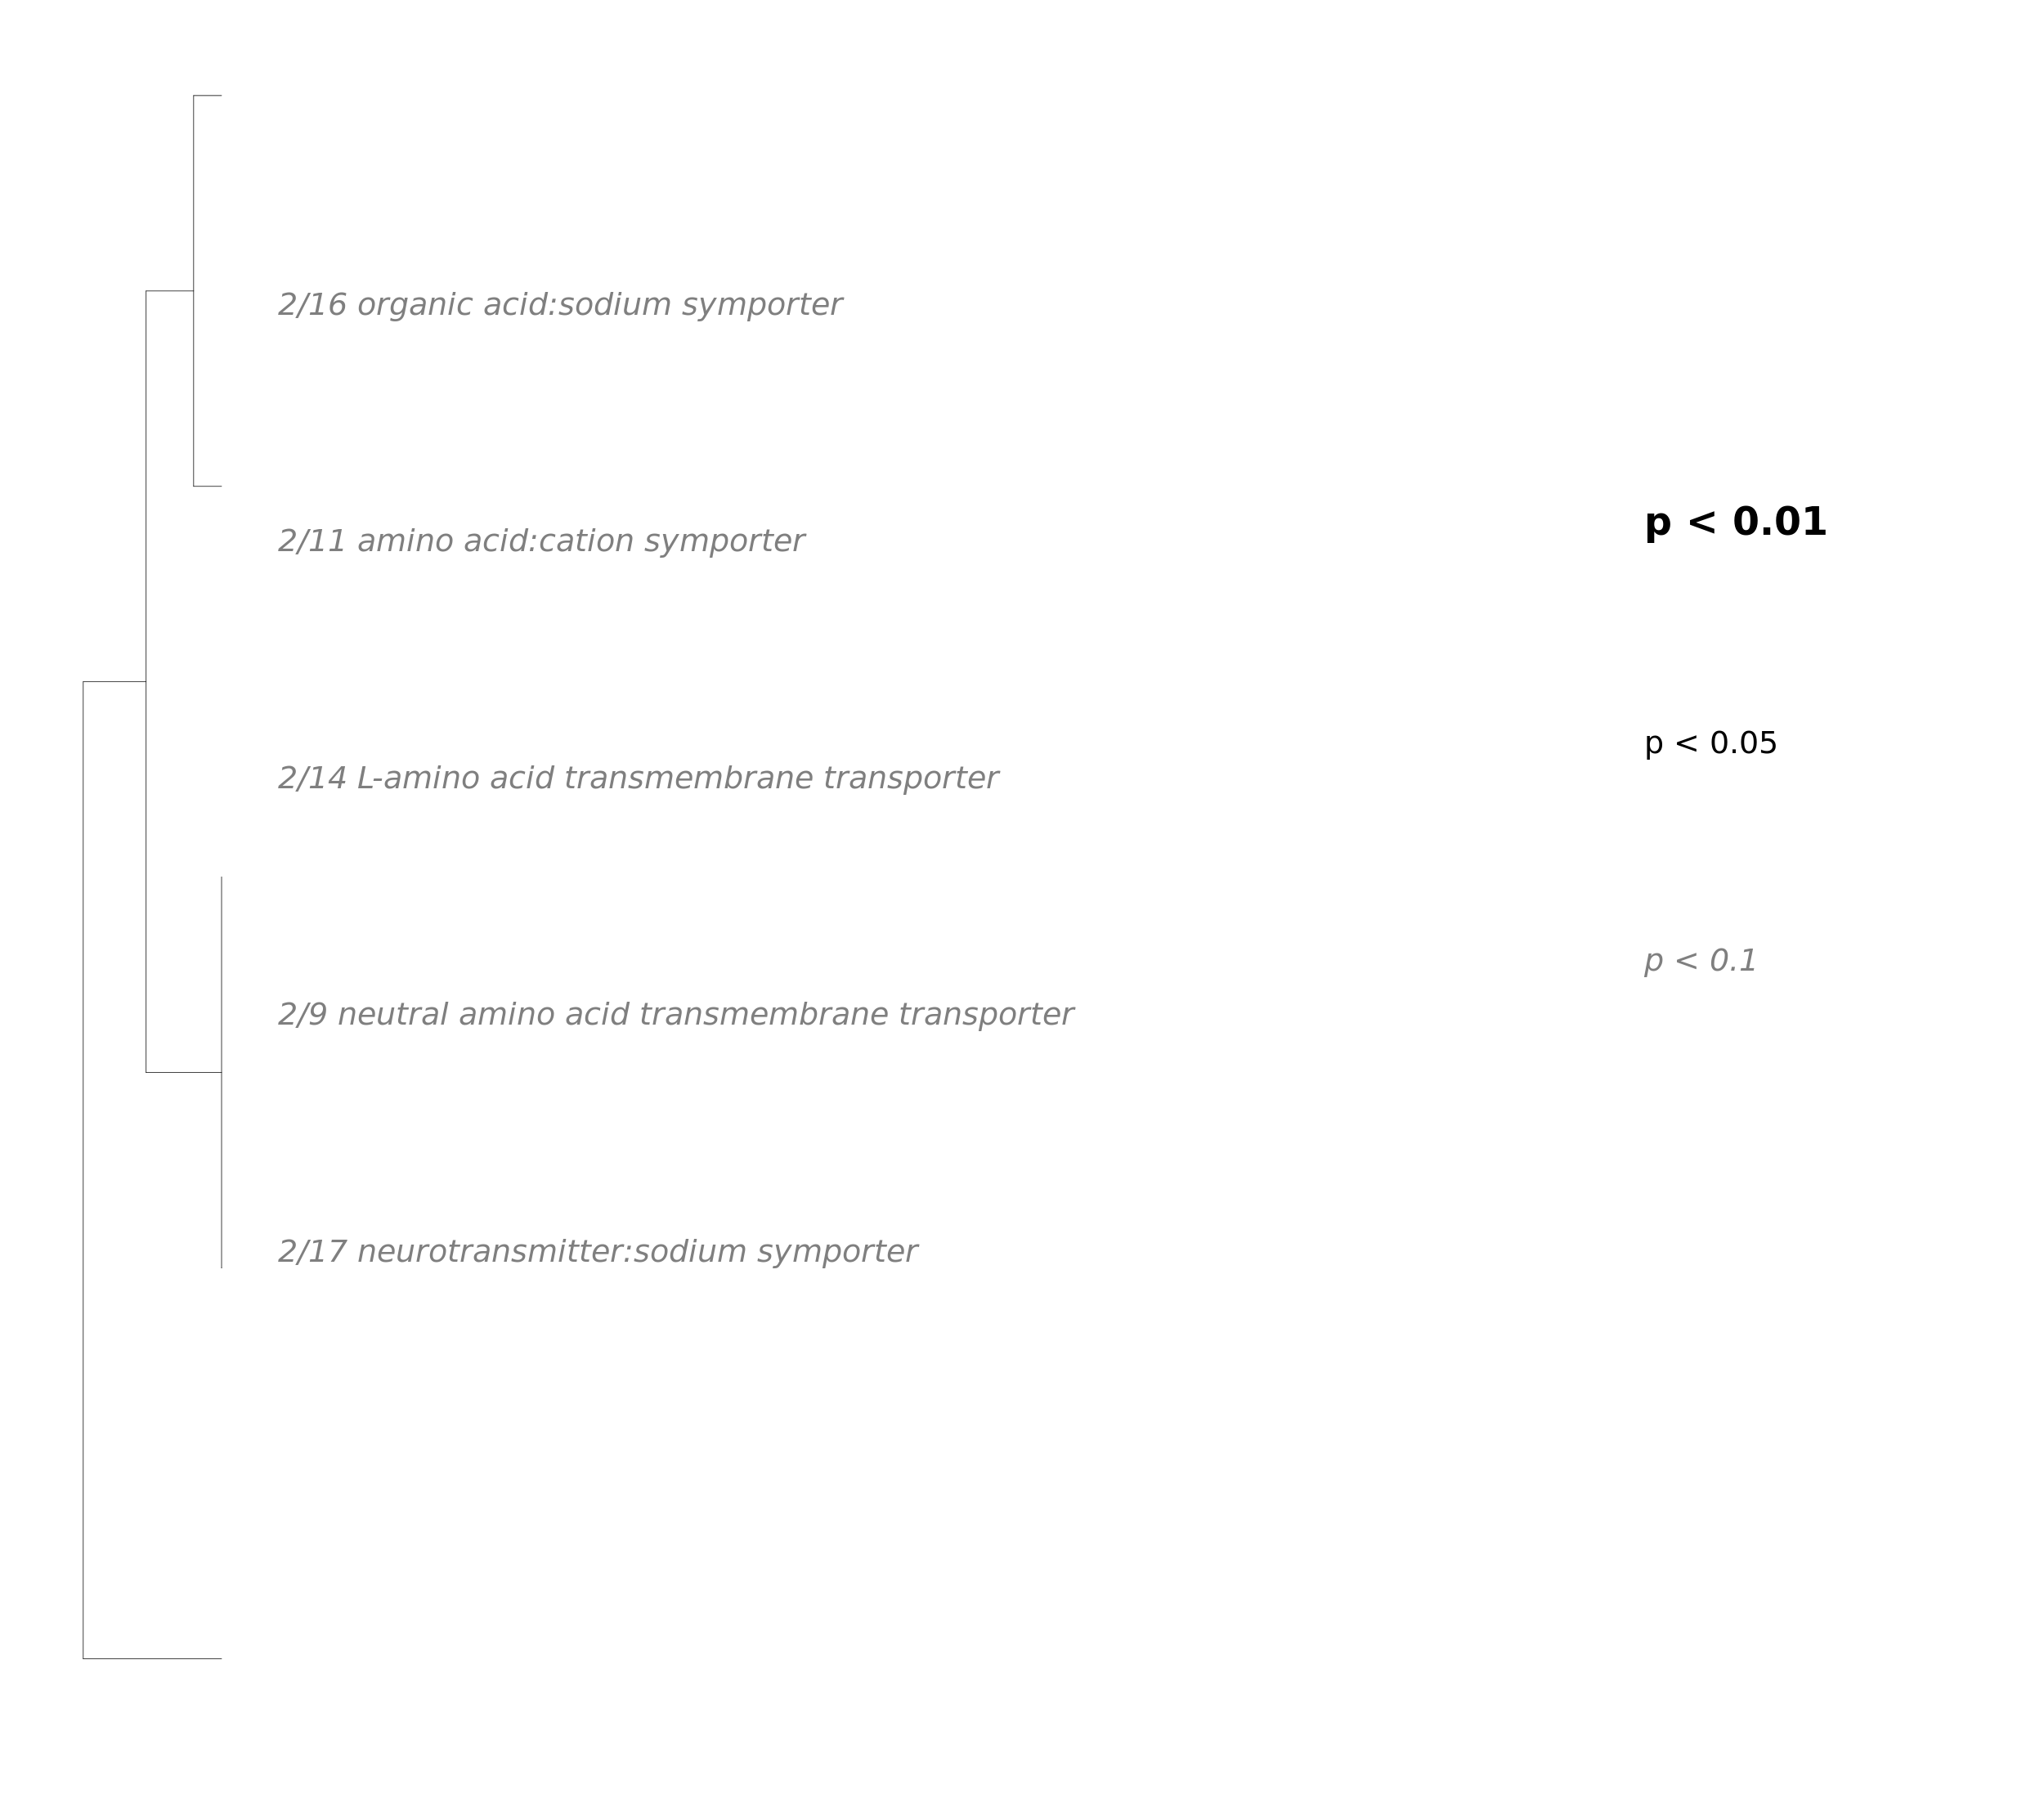 2/16 organic acid:sodium symporter
2/11 amino acid:cation symporter
2/14 L-amino acid transmembrane transporter
2/9 neutral amino acid transmembrane transporter
2/17 neurotransmitter:sodium symporter
p < 0.01
p < 0.05
p < 0.1